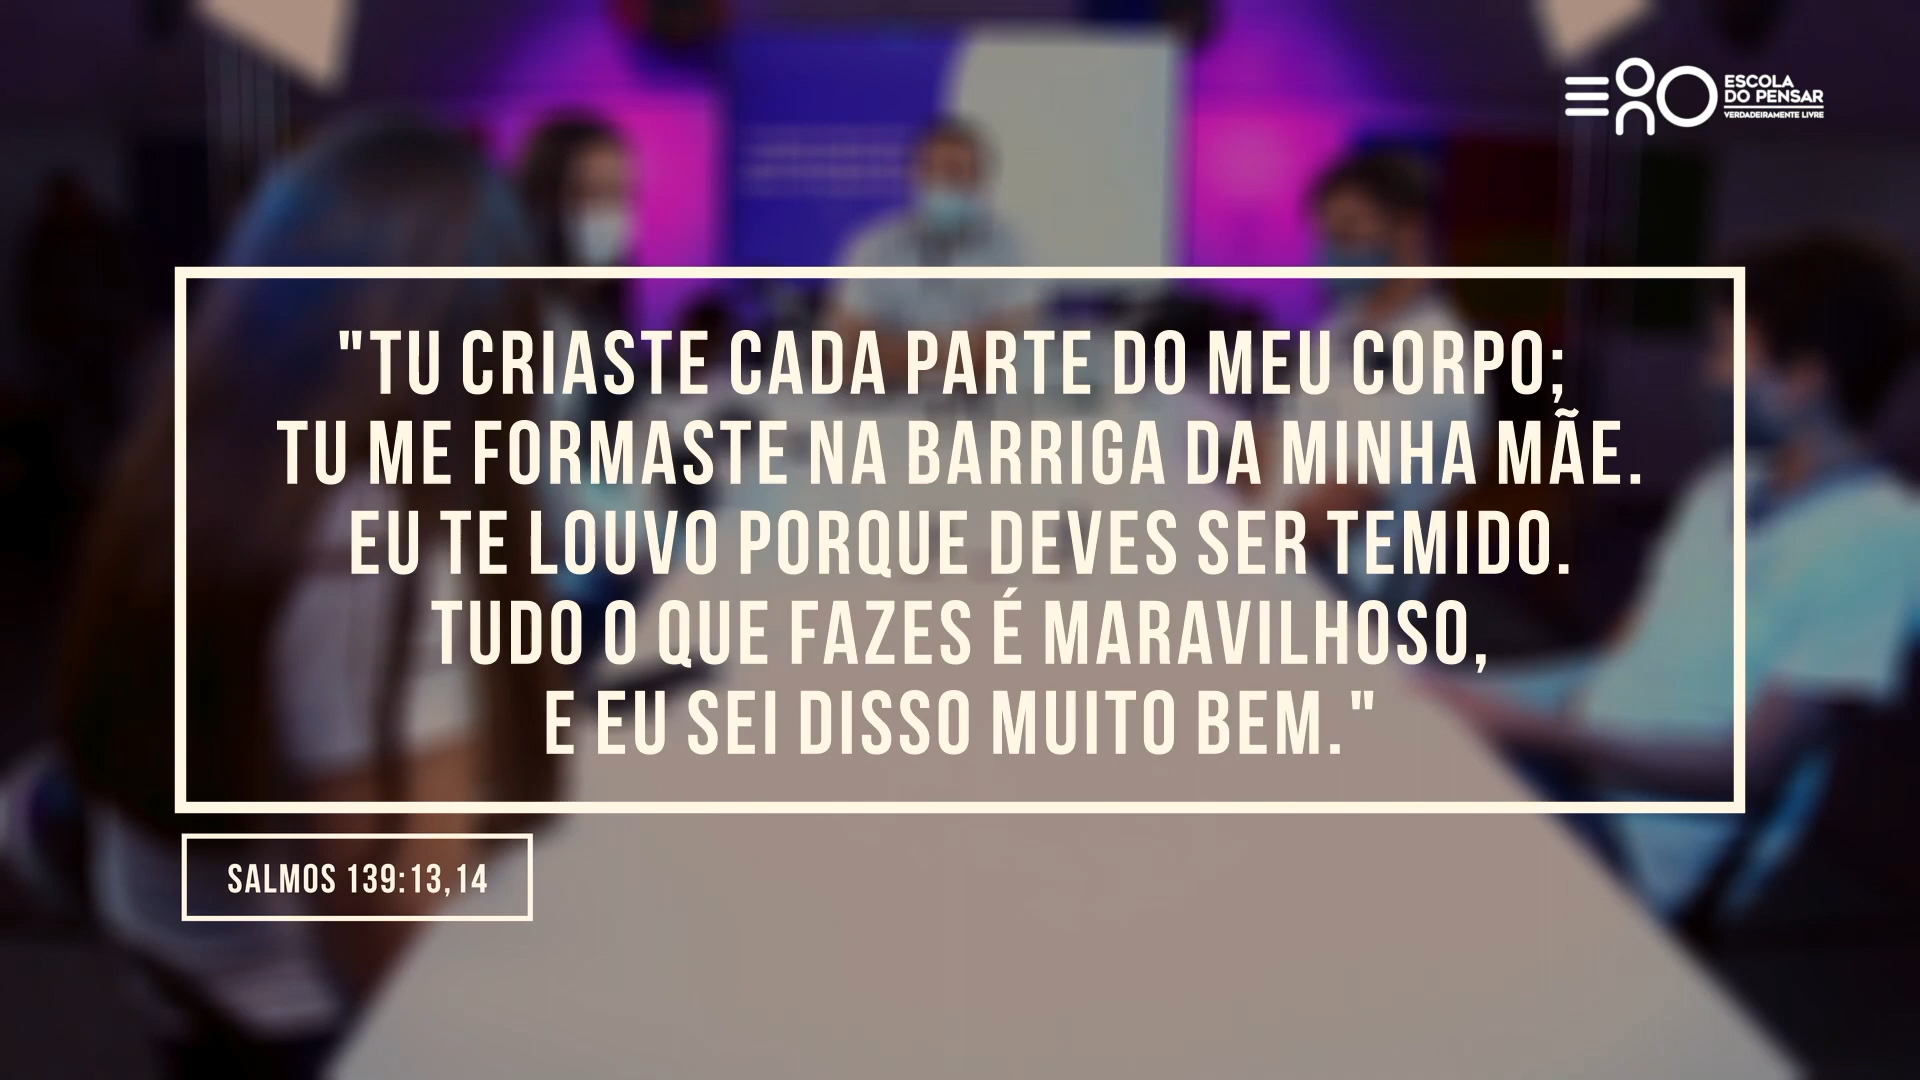 ESCOLA
DO PENSAR
VERDADEIRAMENTE LIVRE
"TU CRIASTE CADA PARTE DO MEU CORPO;
TU ME FORMASTE NA BARRIGA DA MINHA MÃE.
EU TE LOUVO PORQUE DEVES SER TEMIDO.
TUDO O QUE FAZES É MARAVILHOSO,
E EU SEI DISSO MUITO BEM."
SALMOS 139:13,14